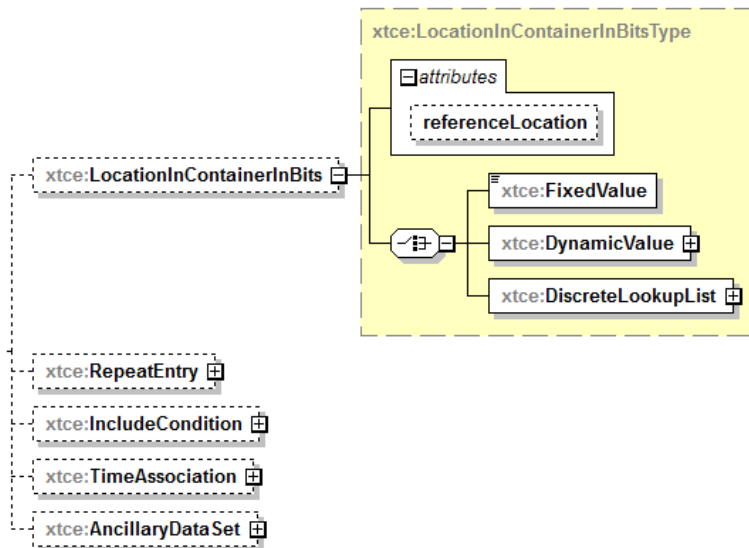 xtce:LocationInContainerInBitsType
attributes
referenceLocation
xtce:LocationInContainerInBits
xtce:FixedValue
xtce:DynamicValue
xtce:DiscreteLookupList
xtce:RepeatEntry
xtce:IncludeCondition
xtce:TimeAssociation
xtce:AncillaryDataSet